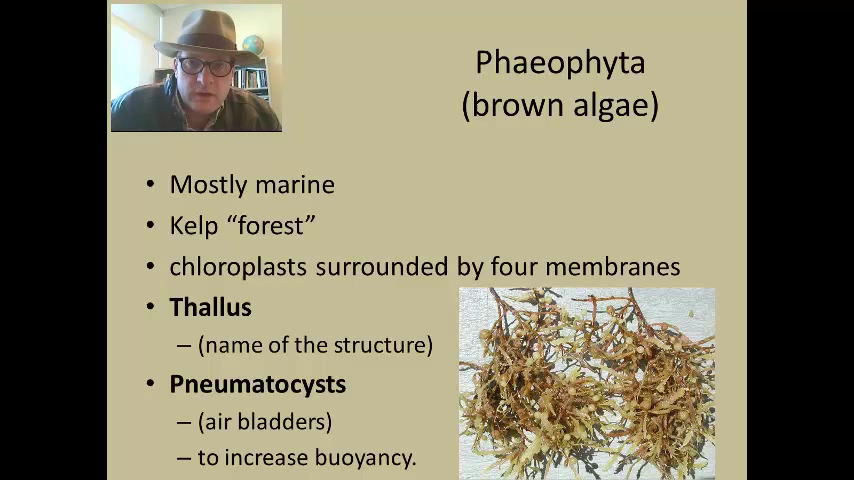 Phaeophyta
(brown algae)
• Mostly marine
• Kelp “forest”
• chloroplasts surrounded by four membranes
• Thallus
– (name of the structure)
• Pneumatocysts
– (air bladders)
– to increase buoyancy.